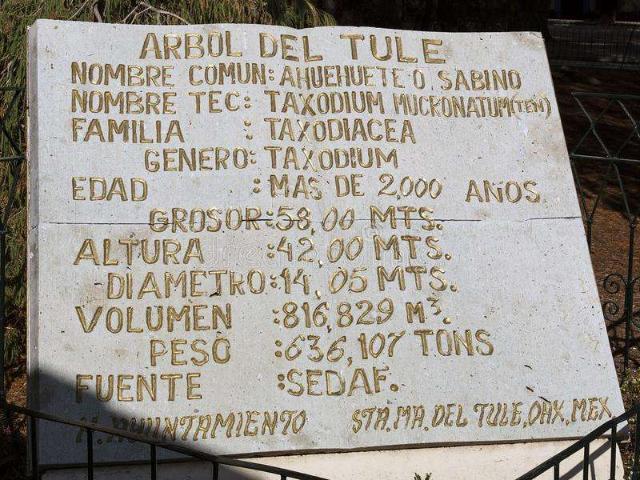 ARBOL DEL TULE
NOMBRE COMUN: AHUEHUETE O SABINO
NOMBRE TEC: TAXODIUM MUCRONATUM(TEN)
FAMILIA : TAXODIACEA
GENERO: TAXODIUM
EDAD : MAS DE 2,000 AÑOS
GROSOR: 58,00 MTS.
ALTURA : 42,00 MTS.
DIAMETRO: 14,05 MTS.
VOLUMEN : 816,829 M³.
PESO : 636,107 TONS
FUENTE : SEDAF.
H. AYUNTAMIENTO STA. MA. DEL TULE, OAX. MEX.